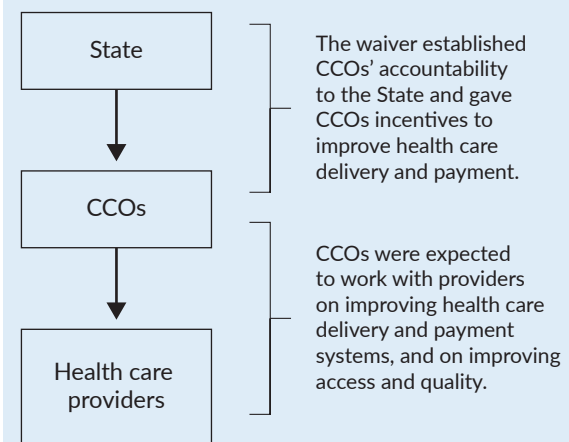 State
The waiver established
CCOs' accountability
to the State and gave
CCOs incentives to
improve health care
delivery and payment.
CCOs
CCOs were expected
to work with providers
on improving health care
delivery and payment
systems, and on improving
access and quality.
Health care
providers